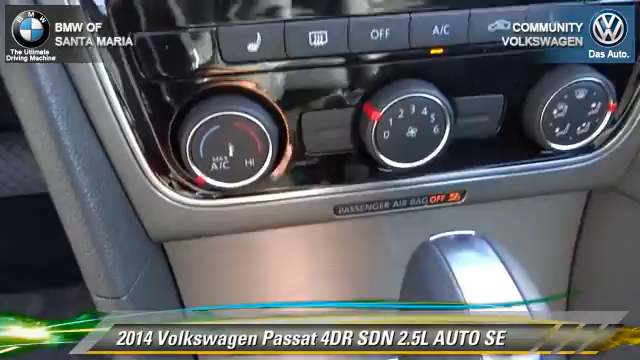 BMW
BMW OF
SANTA MARIA
The Ultimate
Driving Machine
COMMUNITY
VOLKSWAGEN
Das Auto.
OFF
A/C
MAX
A/C
HI
0 1 2 3 4 5 6
PASSENGER AIR BAG OFF
2014 Volkswagen Passat 4DR SDN 2.5L AUTO SE